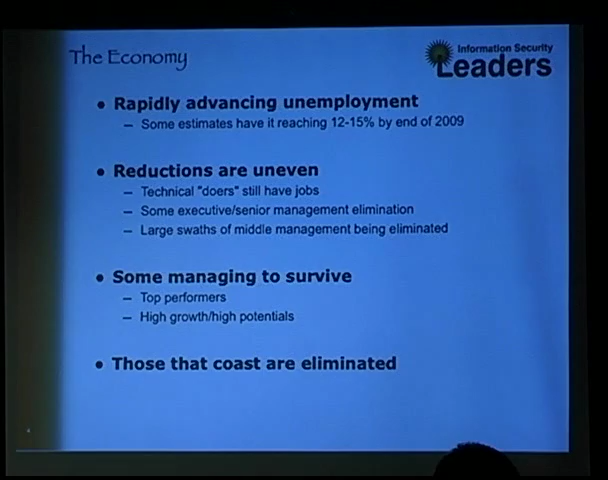 The Economy
Information Security
Leaders
• Rapidly advancing unemployment
– Some estimates have it reaching 12-15% by end of 2009
• Reductions are uneven
– Technical "doers" still have jobs
– Some executive/senior management elimination
– Large swaths of middle management being eliminated
• Some managing to survive
– Top performers
– High growth/high potentials
• Those that coast are eliminated